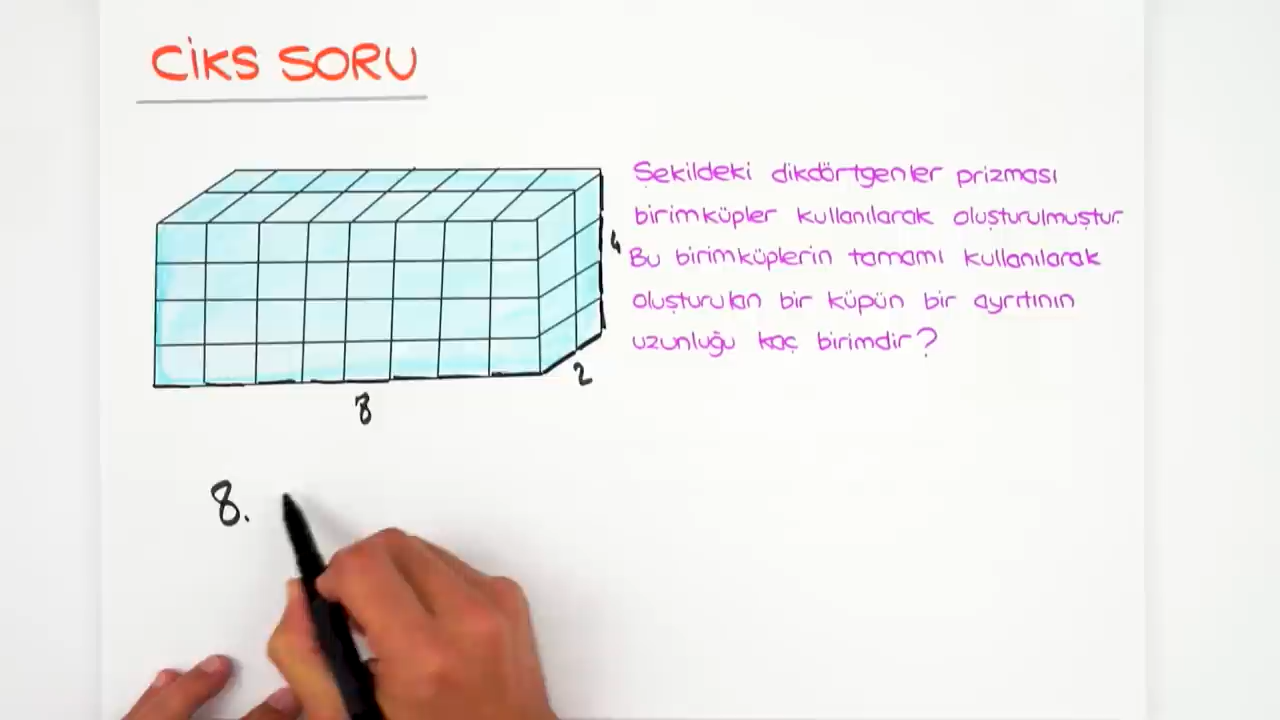 CiKS SORU
Şekildeki dikdörtgenler prizması
birimküpler kullanılarak oluşturulmuştur.
Bu birimküplerin tamamı kullanılarak
oluşturulan bir küpün bir ayrıtının
uzunluğu kaç birimdir?
4
2
8
8.